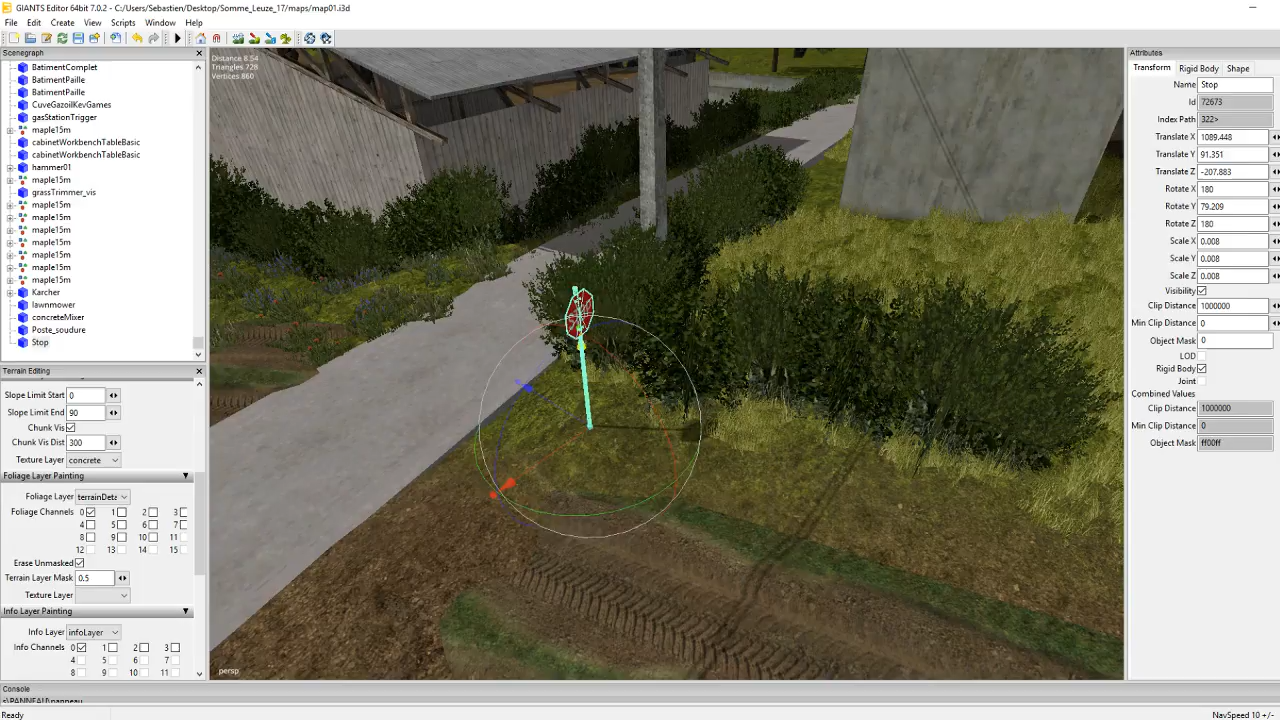 GIANTS Editor 64bit v7.0.2 - C:/Users/Sebastien/Desktop/Somme_Leuze_17/maps/map01.i3d
File Edit Create View Scripts Window Help
Scenegraph
BatimentComplet
BatimentPaille
BatimentPaille
CuveGazoilKevGames
gasStationTrigger
maple15m
cabinetWorkbenchTableBasic
cabinetWorkbenchTableBasic
hammer01
maple15m
grassTrimmer_vis
maple15m
maple15m
maple15m
maple15m
maple15m
maple15m
maple15m
Karcher
lawnmower
concreteMixer
Poste_soudure
Stop
Terrain Editing
Slope Limit Start 0
Slope Limit End 90
Chunk Vis
Chunk Vis Dist 300
Texture Layer concrete
Foliage Layer Painting
Foliage Layer terrainDeta
Foliage Channels 0 1 2 3
4 5 6 7
8 9 10 11
12 13 14 15
Erase Unmasked
Terrain Layer Mask 0.5
Texture Layer
Info Layer Painting
Info Layer infoLayer
Info Channels 0 1 2 3
4 5 6 7
8 9 10 11
Distance 8.54
Triangles 728
Vertices 860
persp
Attributes
Transform Rigid Body Shape
Name Stop
Id 72673
Index Path 322>
Translate X 1089.448
Translate Y 91.351
Translate Z -207.883
Rotate X 180
Rotate Y 79.209
Rotate Z 180
Scale X 0.008
Scale Y 0.008
Scale Z 0.008
Visibility
Clip Distance 1000000
Min Clip Distance 0
Object Mask 0
LOD
Rigid Body
Joint
Combined Values
Clip Distance 1000000
Min Clip Distance 0
Object Mask ff00ff
Console
Ready
NavSpeed 10 +/-